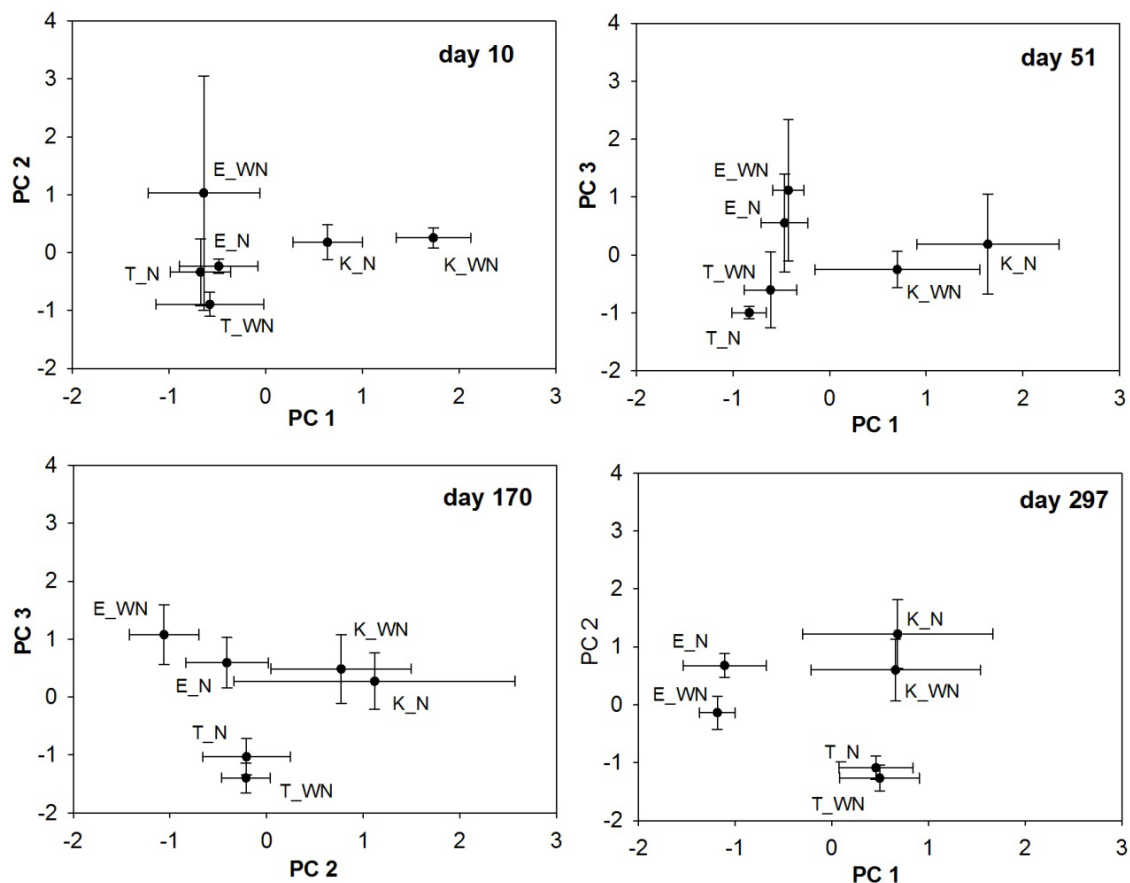 day 10
4
3
2
1
0
-1
-2
PC 2
E_WN
E_N
T_N
T_WN
K_N
K_WN
-2 -1 0 1 2 3
PC 1
day 51
4
3
2
1
0
-1
-2
PC 3
E_WN
E_N
T_WN
T_N
K_WN
K_N
-2 -1 0 1 2 3
PC 1
day 170
4
3
2
1
0
-1
-2
PC 3
E_WN
E_N
K_WN
K_N
T_N
T_WN
-2 -1 0 1 2 3
PC 2
day 297
4
3
2
1
0
-1
-2
PC 2
E_N
E_WN
K_N
K_WN
T_N
T_WN
-2 -1 0 1 2 3
PC 1